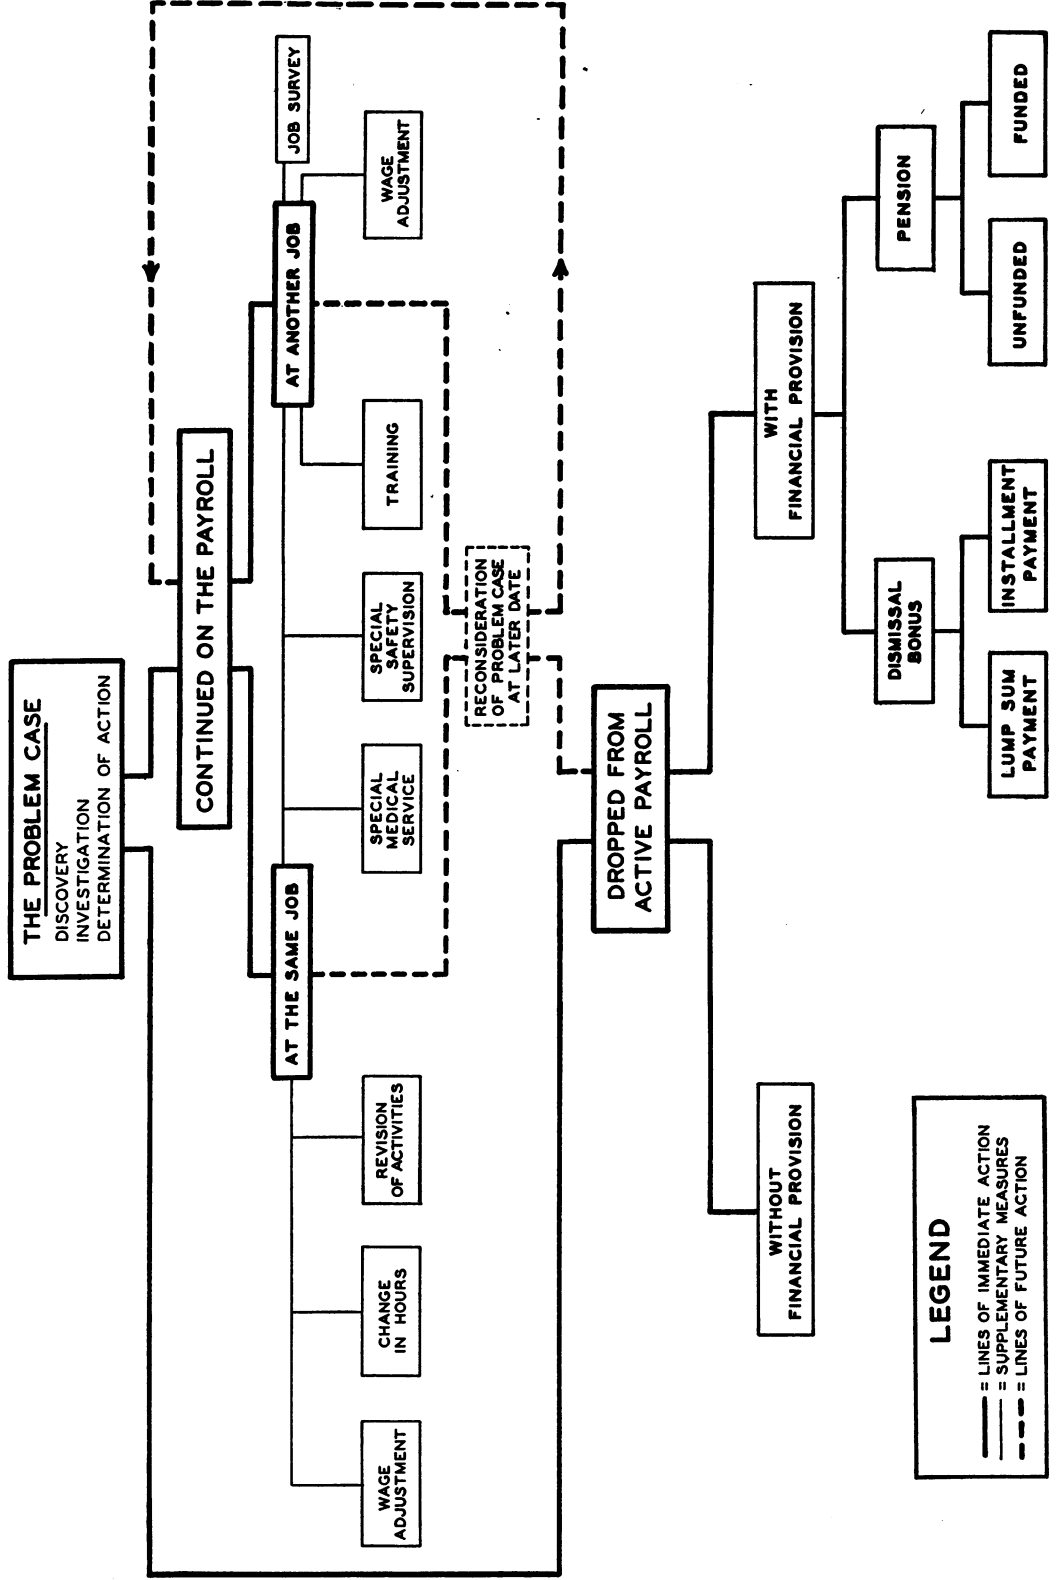 THE PROBLEM CASE
DISCOVERY
INVESTIGATION
DETERMINATION OF ACTION
CONTINUED ON THE PAYROLL
AT THE SAME JOB
AT ANOTHER JOB
JOB SURVEY
WAGE
ADJUSTMENT
CHANGE
IN HOURS
REVISION
OF ACTIVITIES
SPECIAL
MEDICAL
SERVICE
SPECIAL
SAFETY
SUPERVISION
TRAINING
WAGE
ADJUSTMENT
RECONSIDERATION
OF PROBLEM CASE
AT LATER DATE
DROPPED FROM
ACTIVE PAYROLL
WITHOUT
FINANCIAL PROVISION
WITH
FINANCIAL PROVISION
DISMISSAL
BONUS
PENSION
LUMP SUM
PAYMENT
INSTALLMENT
PAYMENT
UNFUNDED
FUNDED
LEGEND
= LINES OF IMMEDIATE ACTION
= SUPPLEMENTARY MEASURES
= LINES OF FUTURE ACTION